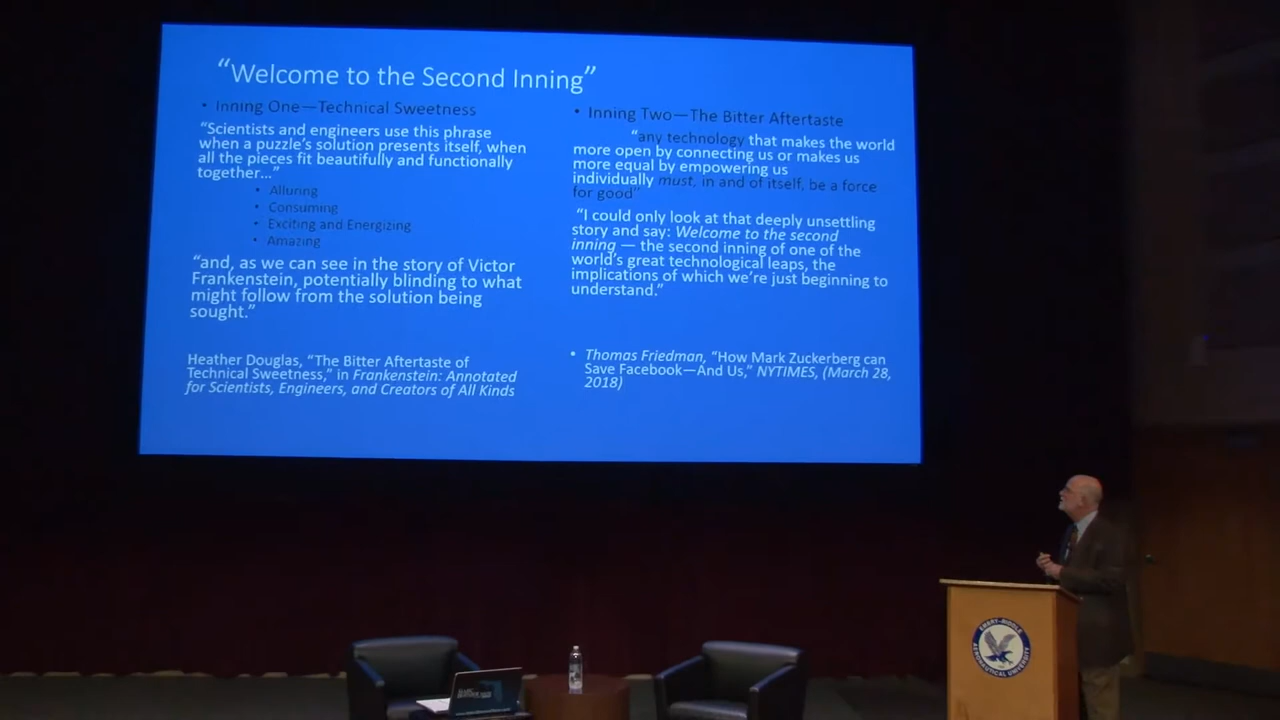 “Welcome to the Second Inning”
• Inning One—Technical Sweetness
“Scientists and engineers use this phrase
when a puzzle’s solution presents itself, when
all the pieces fit beautifully and functionally
together…”
• Alluring
• Consuming
• Exciting and Energizing
• Amazing
“and, as we can see in the story of Victor
Frankenstein, potentially blinding to what
might follow from the solution being
sought.”
Heather Douglas, “The Bitter Aftertaste of
Technical Sweetness,” in Frankenstein: Annotated
for Scientists, Engineers, and Creators of All Kinds
• Inning Two—The Bitter Aftertaste
“any technology that makes the world
more open by connecting us or makes us
more equal by empowering us
individually must, in and of itself, be a force
for good”
“I could only look at that deeply unsettling
story and say: Welcome to the second
inning — the second inning of one of the
world’s great technological leaps, the
implications of which we’re just beginning to
understand.”
• Thomas Friedman, “How Mark Zuckerberg can
Save Facebook—And Us,” NYTIMES, (March 28,
2018)
EMBRY-RIDDLE
AERONAUTICAL UNIVERSITY